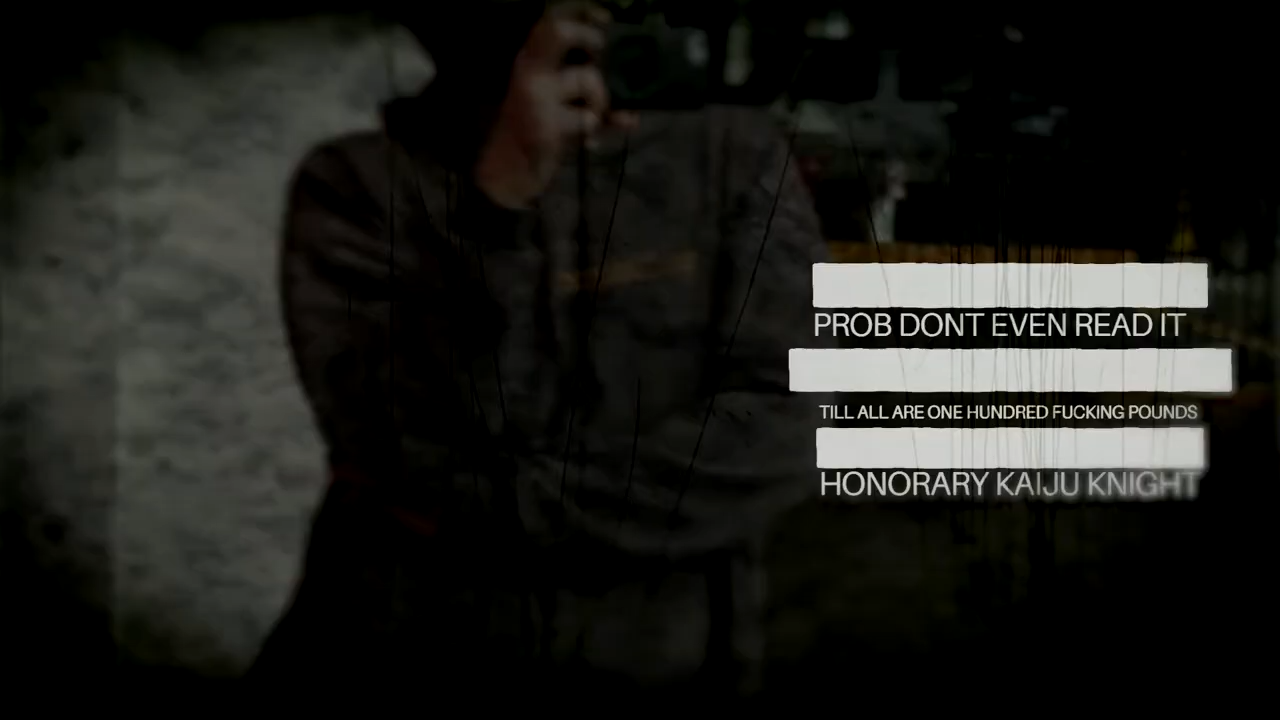 PROB DONT EVEN READ IT
TILL ALL ARE ONE HUNDRED FUCKING POUNDS
HONORARY KAIJU KNIGHT